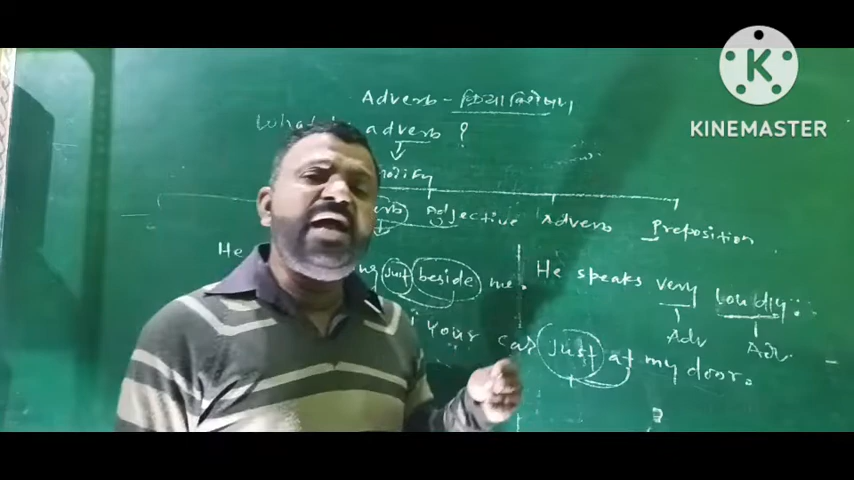 Adverb - क्रिया विशेषण
What is adverb ?
modify
verb Adjective Adverb Preposition
He
just beside me.
He speaks very loudly.
Adv Adv
your car just at my door.
K
KINEMASTER